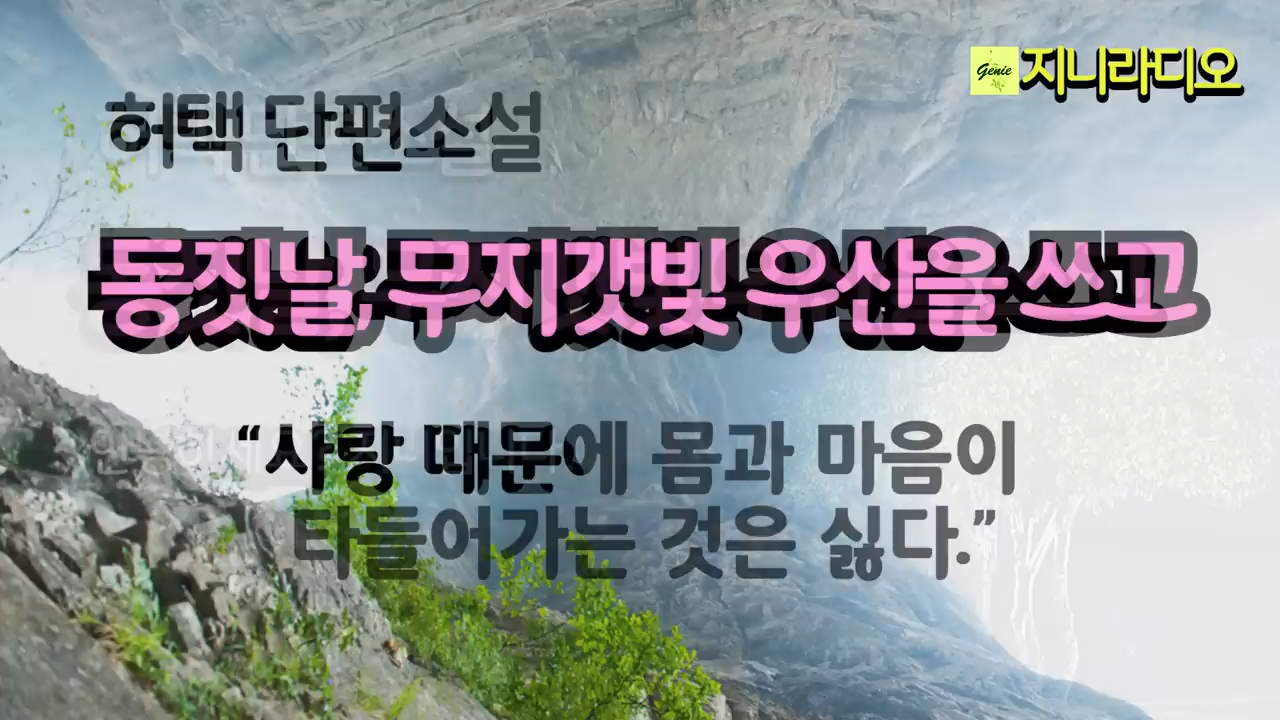 Genie 지니라디오
허택 단편소설
동짓날, 무지갯빛 우산을 쓰고
“사랑 때문에 몸과 마음이
타들어가는 것은 싫다.”